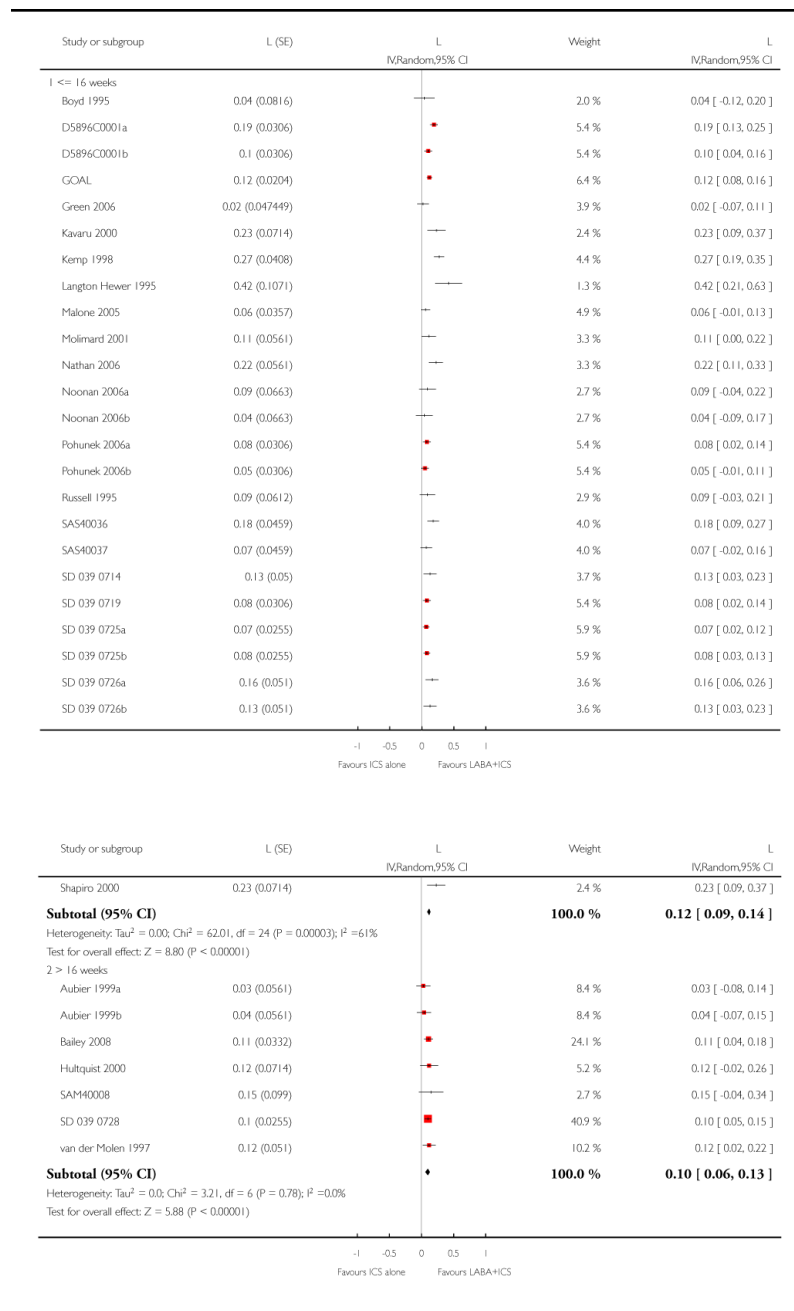 Study or subgroup L (SE) L Weight L
IV,Random,95% CI IV,Random,95% CI
1 <= 16 weeks
Boyd 1995 0.04 (0.0816) 2.0 % 0.04 [ -0.12, 0.20 ]
D5896C0001a 0.19 (0.0306) 5.4 % 0.19 [ 0.13, 0.25 ]
D5896C0001b 0.1 (0.0306) 5.4 % 0.10 [ 0.04, 0.16 ]
GOAL 0.12 (0.0204) 6.4 % 0.12 [ 0.08, 0.16 ]
Green 2006 0.02 (0.047449) 3.9 % 0.02 [ -0.07, 0.11 ]
Kavaru 2000 0.23 (0.0714) 2.4 % 0.23 [ 0.09, 0.37 ]
Kemp 1998 0.27 (0.0408) 4.4 % 0.27 [ 0.19, 0.35 ]
Langton Hewer 1995 0.42 (0.1071) 1.3 % 0.42 [ 0.21, 0.63 ]
Malone 2005 0.06 (0.0357) 4.9 % 0.06 [ -0.01, 0.13 ]
Molimard 2001 0.11 (0.0561) 3.3 % 0.11 [ 0.00, 0.22 ]
Nathan 2006 0.22 (0.0561) 3.3 % 0.22 [ 0.11, 0.33 ]
Noonan 2006a 0.09 (0.0663) 2.7 % 0.09 [ -0.04, 0.22 ]
Noonan 2006b 0.04 (0.0663) 2.7 % 0.04 [ -0.09, 0.17 ]
Pohunek 2006a 0.08 (0.0306) 5.4 % 0.08 [ 0.02, 0.14 ]
Pohunek 2006b 0.05 (0.0306) 5.4 % 0.05 [ -0.01, 0.11 ]
Russell 1995 0.09 (0.0612) 2.9 % 0.09 [ -0.03, 0.21 ]
SAS40036 0.18 (0.0459) 4.0 % 0.18 [ 0.09, 0.27 ]
SAS40037 0.07 (0.0459) 4.0 % 0.07 [ -0.02, 0.16 ]
SD 039 0714 0.13 (0.05) 3.7 % 0.13 [ 0.03, 0.23 ]
SD 039 0719 0.08 (0.0306) 5.4 % 0.08 [ 0.02, 0.14 ]
SD 039 0725a 0.07 (0.0255) 5.9 % 0.07 [ 0.02, 0.12 ]
SD 039 0725b 0.08 (0.0255) 5.9 % 0.08 [ 0.03, 0.13 ]
SD 039 0726a 0.16 (0.051) 3.6 % 0.16 [ 0.06, 0.26 ]
SD 039 0726b 0.13 (0.051) 3.6 % 0.13 [ 0.03, 0.23 ]
-1 -0.5 0 0.5 1
Favours ICS alone Favours LABA+ICS
Study or subgroup L (SE) L Weight L
IV,Random,95% CI IV,Random,95% CI
Shapiro 2000 0.23 (0.0714) 2.4 % 0.23 [ 0.09, 0.37 ]
Subtotal (95% CI) 100.0 % 0.12 [ 0.09, 0.14 ]
Heterogeneity: Tau² = 0.00; Chi² = 62.01, df = 24 (P = 0.00003); I² =61%
Test for overall effect: Z = 8.80 (P < 0.00001)
2 > 16 weeks
Aubier 1999a 0.03 (0.0561) 8.4 % 0.03 [ -0.08, 0.14 ]
Aubier 1999b 0.04 (0.0561) 8.4 % 0.04 [ -0.07, 0.15 ]
Bailey 2008 0.11 (0.0332) 24.1 % 0.11 [ 0.04, 0.18 ]
Hultquist 2000 0.12 (0.0714) 5.2 % 0.12 [ -0.02, 0.26 ]
SAM40008 0.15 (0.099) 2.7 % 0.15 [ -0.04, 0.34 ]
SD 039 0728 0.1 (0.0255) 40.9 % 0.10 [ 0.05, 0.15 ]
van der Molen 1997 0.12 (0.051) 10.2 % 0.12 [ 0.02, 0.22 ]
Subtotal (95% CI) 100.0 % 0.10 [ 0.06, 0.13 ]
Heterogeneity: Tau² = 0.0; Chi² = 3.21, df = 6 (P = 0.78); I² =0.0%
Test for overall effect: Z = 5.88 (P < 0.00001)
-1 -0.5 0 0.5 1
Favours ICS alone Favours LABA+ICS